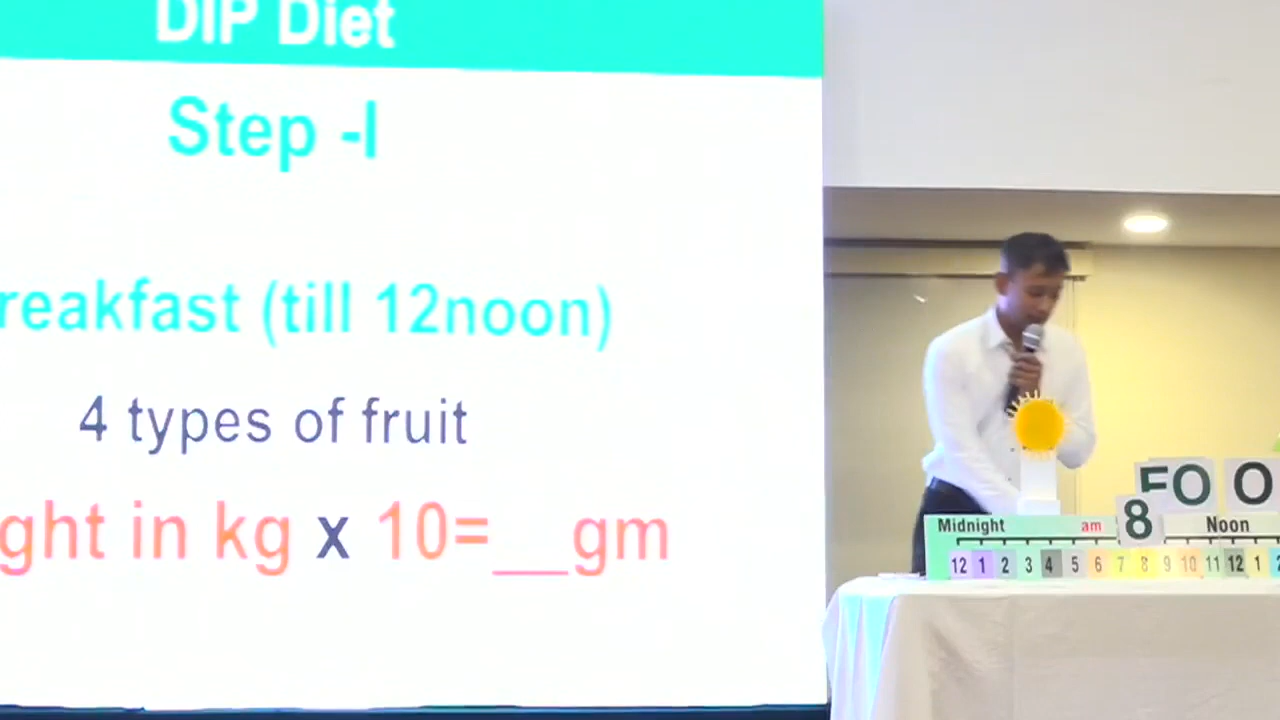 DIP Diet
Step -I
reakfast (till 12noon)
4 types of fruit
ght in kg x 10=__gm
FO O
8
Midnight am Noon
12 1 2 3 4 5 6 7 8 9 10 11 12 1 2